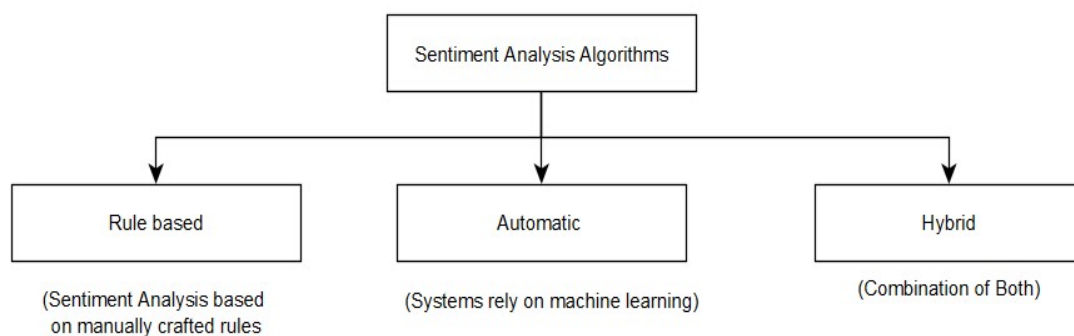 Sentiment Analysis Algorithms
Rule based
Automatic
Hybrid
(Sentiment Analysis based
on manually crafted rules
(Systems rely on machine learning)
(Combination of Both)